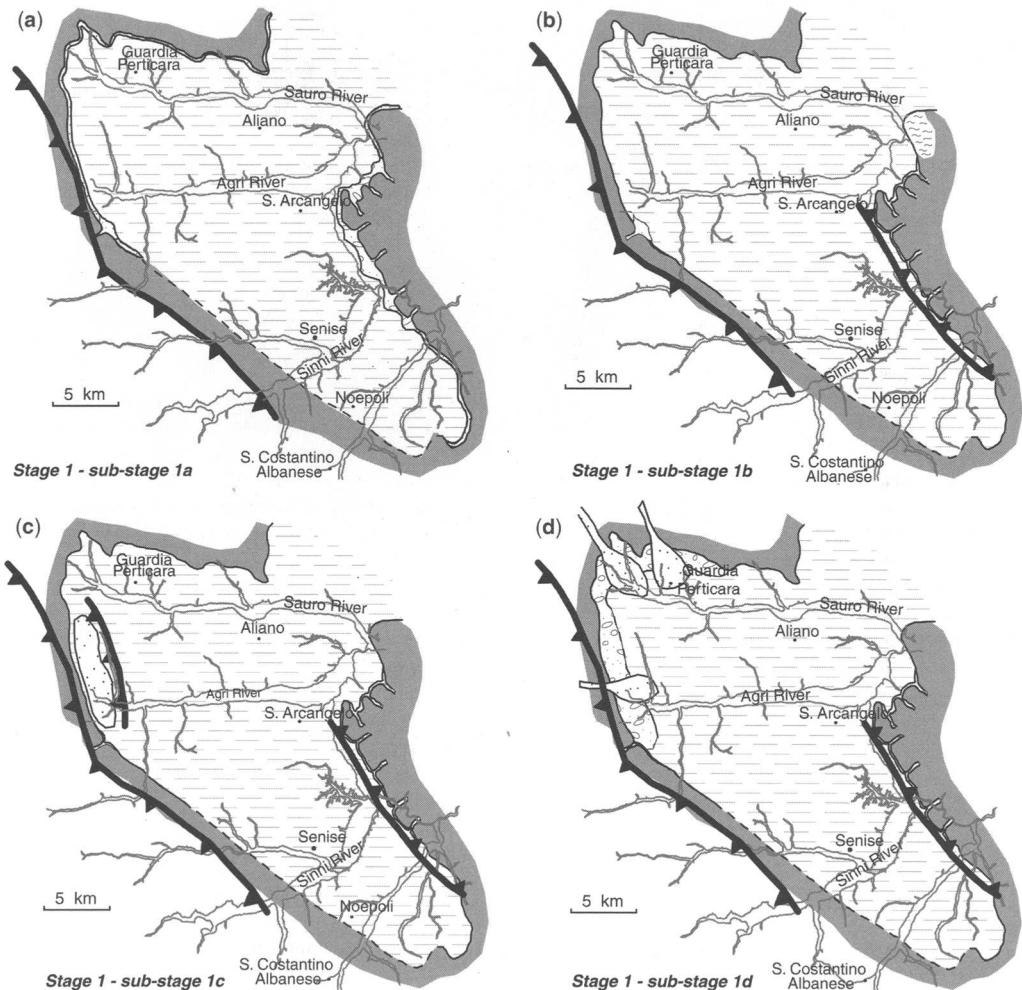 (a)
Guardia
Perticara
Sauro River
Aliano
Agri River
S. Arcangelo
Senise
Sinni River
5 km
Noepoli
S. Costantino
Albanese
Stage 1 - sub-stage 1a
(b)
Guardia
Perticara
Sauro River
Aliano
Agri River
S. Arcangelo
Senise
Sinni River
5 km
Noepoli
S. Costantino
Albanese
Stage 1 - sub-stage 1b
(c)
Guardia
Perticara
Sauro River
Aliano
Agri River
S. Arcangelo
Senise
Sinni River
5 km
Noepoli
S. Costantino
Albanese
Stage 1 - sub-stage 1c
(d)
Guardia
Perticara
Sauro River
Aliano
Agri River
S. Arcangelo
Senise
Sinni River
5 km
S. Costantino
Albanese
Stage 1 - sub-stage 1d